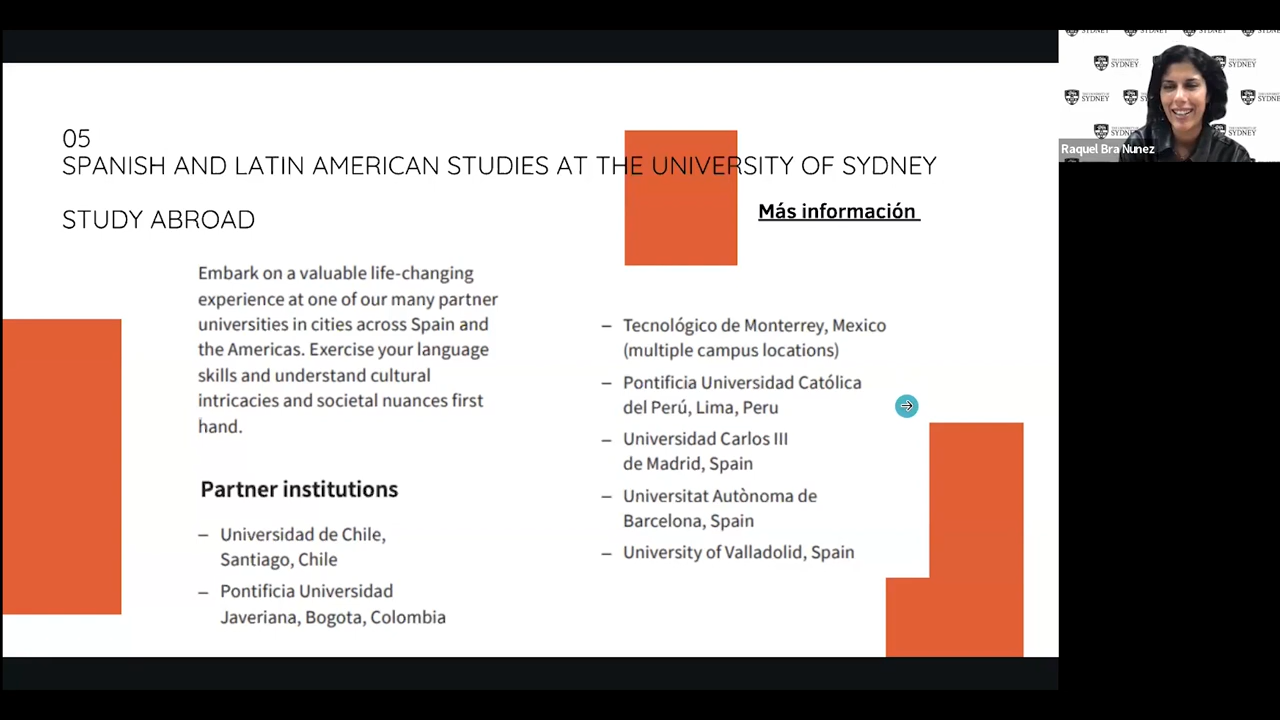 05
SPANISH AND LATIN AMERICAN STUDIES AT THE UNIVERSITY OF SYDNEY
STUDY ABROAD
Más información
Embark on a valuable life-changing
experience at one of our many partner
universities in cities across Spain and
the Americas. Exercise your language
skills and understand cultural
intricacies and societal nuances first
hand.
Partner institutions
– Universidad de Chile,
Santiago, Chile
– Pontificia Universidad
Javeriana, Bogota, Colombia
– Tecnológico de Monterrey, Mexico
(multiple campus locations)
– Pontificia Universidad Católica
del Perú, Lima, Peru
– Universidad Carlos III
de Madrid, Spain
– Universitat Autònoma de
Barcelona, Spain
– University of Valladolid, Spain
SYDNEY
SYDNEY
SYDNEY
SYDNEY
Raquel Bra Nunez